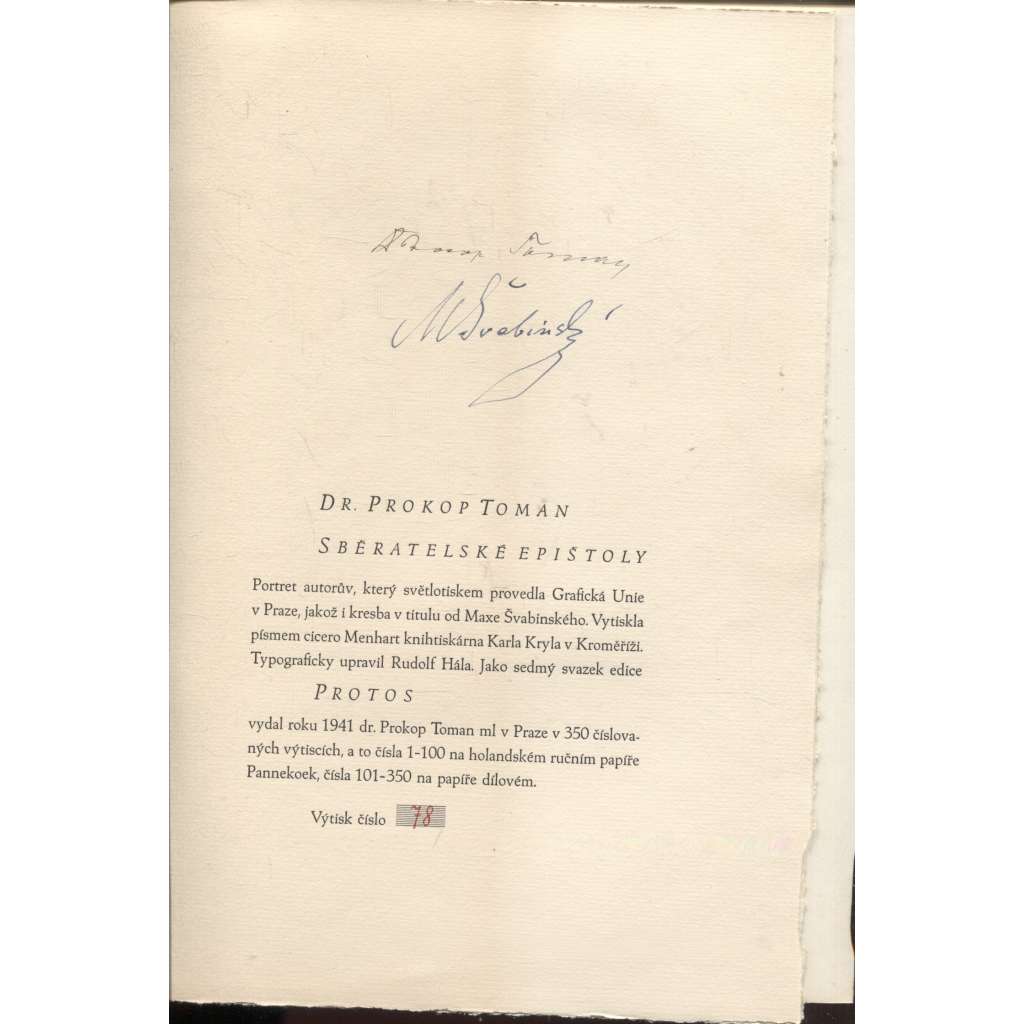 Prokop Toman
MŠvabinský
DR. PROKOP TOMAN
SBĚRATELSKÉ EPIŠTOLY
Portret autorův, který světlotiskem provedla Grafická Unie
v Praze, jakož i kresba v titulu od Maxe Švabinského. Vytiskla
písmem cicero Menhart knihtiskárna Karla Kryla v Kroměříži.
Typograficky upravil Rudolf Hála. Jako sedmý svazek edice
PROTOS
vydal roku 1941 dr. Prokop Toman ml v Praze v 350 číslova-
ných výtiscích, a to čísla 1-100 na holandském ručním papíře
Pannekoek, čísla 101-350 na papíře dílovém.
Výtisk číslo 78